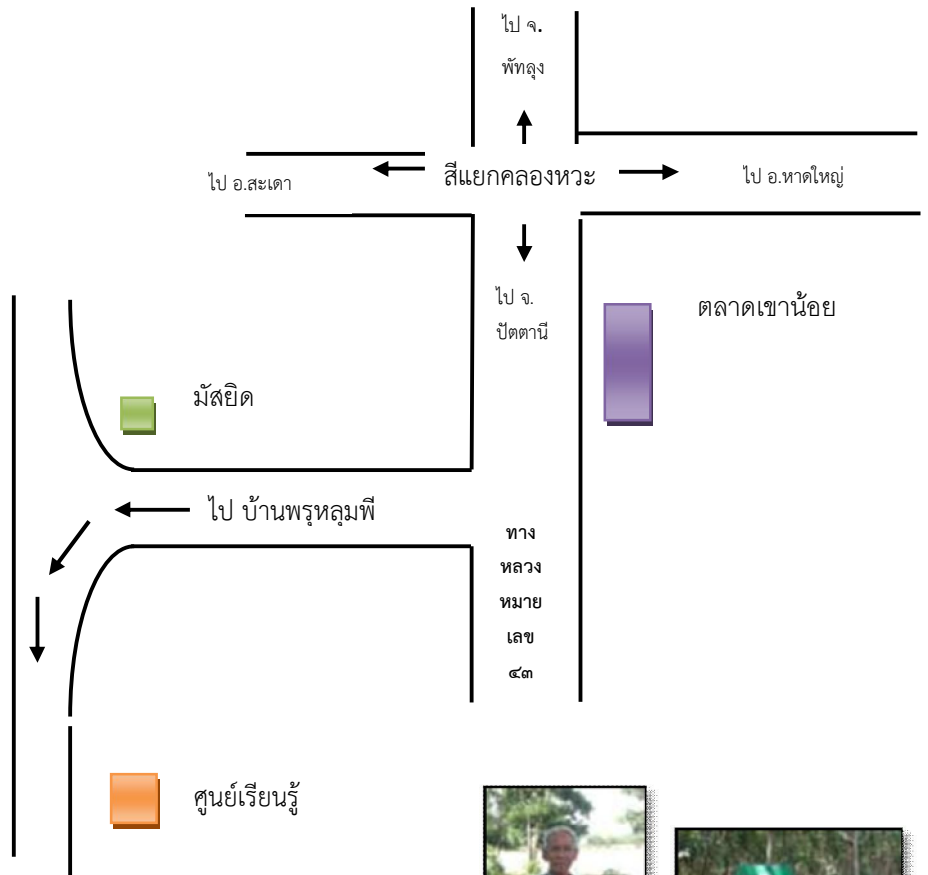 ไป จ.
พัทลุง
ไป อ.สะเดา
สี่แยกคลองหวะ
ไป อ.หาดใหญ่
ไป จ.
ปัตตานี
ตลาดเขาน้อย
มัสยิด
ไป บ้านพรุหลุมพี
ทาง
หลวง
หมาย
เลข
๔๓
ศูนย์เรียนรู้